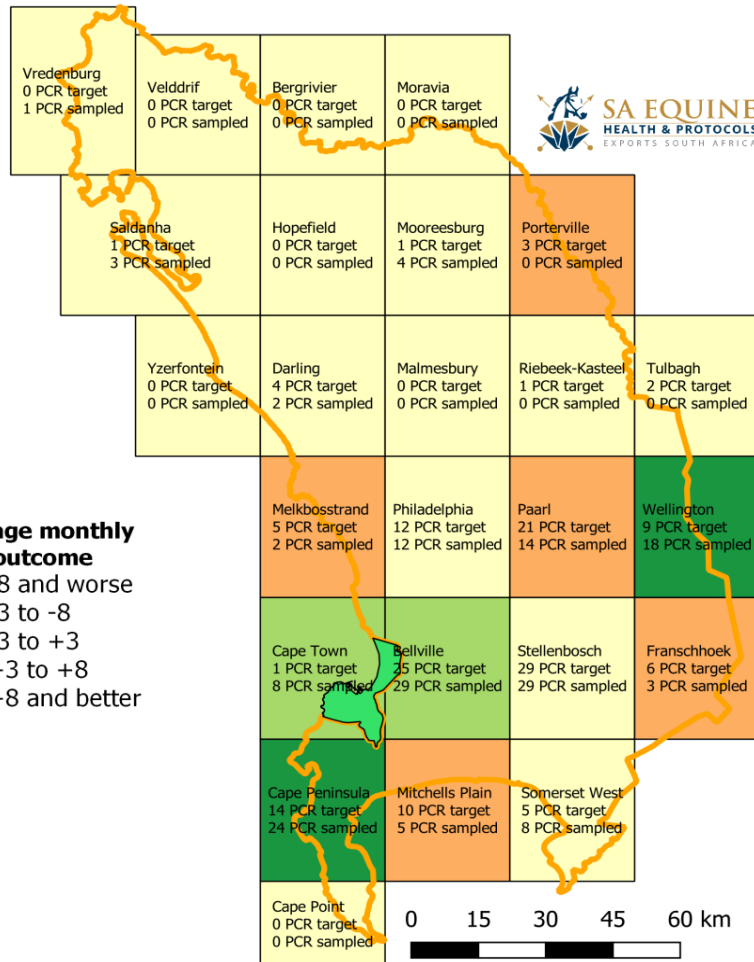 Vredenburg
0 PCR target
1 PCR sampled
Velddrif
0 PCR target
0 PCR sampled
Bergrivier
0 PCR target
0 PCR sampled
Moravia
0 PCR target
0 PCR sampled
SA EQUINE
HEALTH & PROTOCOLS
EXPORTS SOUTH AFRICA
Saldanha
1 PCR target
3 PCR sampled
Hopefield
0 PCR target
0 PCR sampled
Mooreesburg
1 PCR target
4 PCR sampled
Porterville
3 PCR target
0 PCR sampled
Yzerfontein
0 PCR target
0 PCR sampled
Darling
4 PCR target
2 PCR sampled
Malmesbury
0 PCR target
0 PCR sampled
Riebeek-Kasteel
1 PCR target
0 PCR sampled
Tulbagh
2 PCR target
0 PCR sampled
Melkbosstrand
5 PCR target
2 PCR sampled
Philadelphia
12 PCR target
12 PCR sampled
Paarl
21 PCR target
14 PCR sampled
Wellington
9 PCR target
18 PCR sampled
age monthly
outcome
8 and worse
3 to -8
3 to +3
-3 to +8
-8 and better
Cape Town
1 PCR target
8 PCR sampled
Bellville
25 PCR target
29 PCR sampled
Stellenbosch
29 PCR target
29 PCR sampled
Franschhoek
6 PCR target
3 PCR sampled
Cape Peninsula
14 PCR target
24 PCR sampled
Mitchells Plain
10 PCR target
5 PCR sampled
Somerset West
5 PCR target
8 PCR sampled
Cape Point
0 PCR target
0 PCR sampled
0 15 30 45 60 km